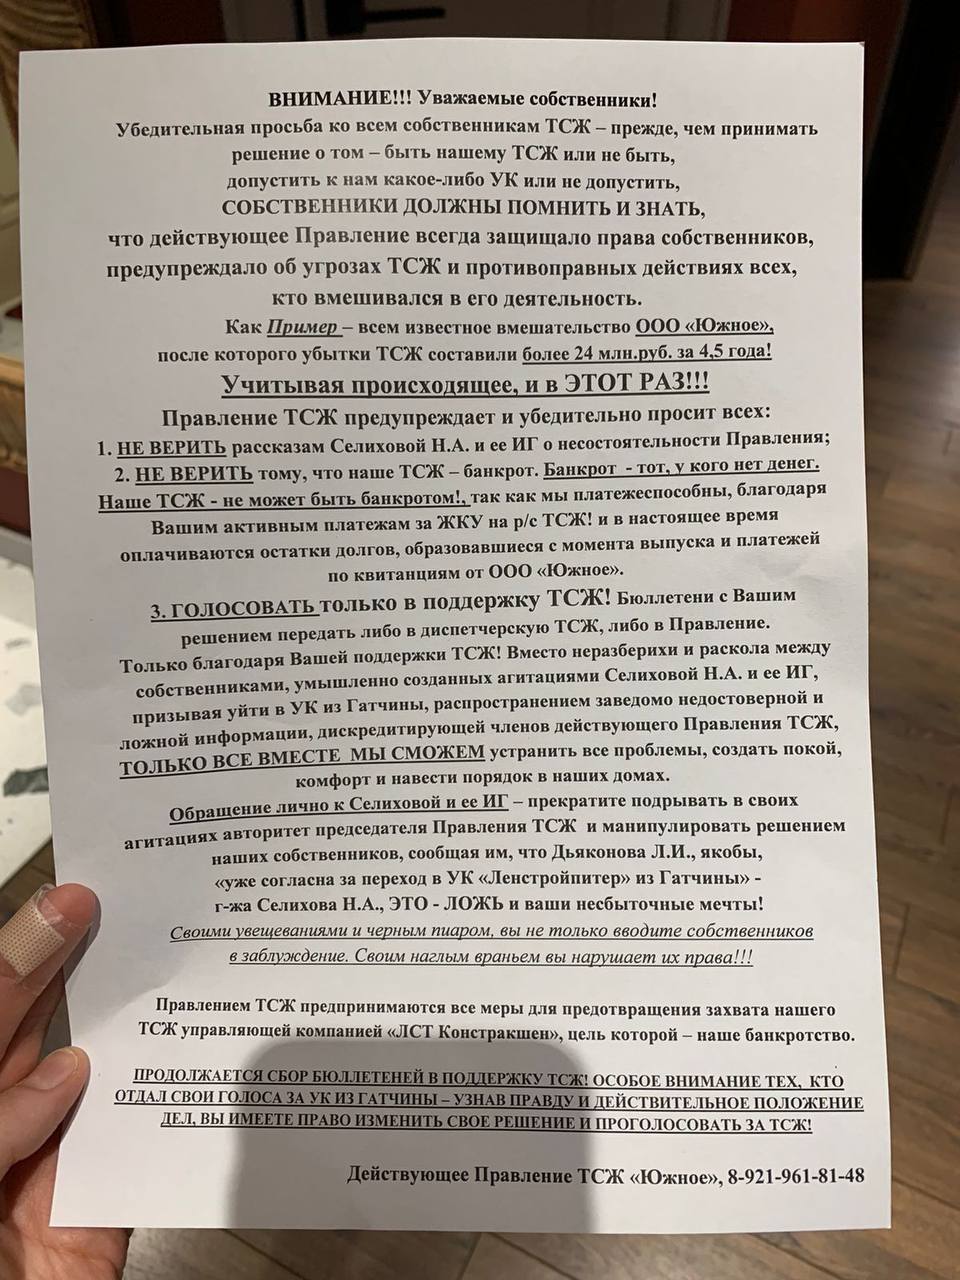 ВНИМАНИЕ!!! Уважаемые собственники!
Убедительная просьба ко всем собственникам ТСЖ – прежде, чем принимать
решение о том – быть нашему ТСЖ или не быть,
допустить к нам какое-либо УК или не допустить,
СОБСТВЕННИКИ ДОЛЖНЫ ПОМНИТЬ И ЗНАТЬ,
что действующее Правление всегда защищало права собственников,
предупреждало об угрозах ТСЖ и противоправных действиях всех,
кто вмешивался в его деятельность.
Как Пример – всем известное вмешательство ООО «Южное»,
после которого убытки ТСЖ составили более 24 млн.руб. за 4,5 года!
Учитывая происходящее, и в ЭТОТ РАЗ!!!
Правление ТСЖ предупреждает и убедительно просит всех:
1. НЕ ВЕРИТЬ рассказам Селиховой Н.А. и ее ИГ о несостоятельности Правления;
2. НЕ ВЕРИТЬ тому, что наше ТСЖ – банкрот. Банкрот - тот, у кого нет денег.
Наше ТСЖ - не может быть банкротом!, так как мы платежеспособны, благодаря
Вашим активным платежам за ЖКУ на р/с ТСЖ! и в настоящее время
оплачиваются остатки долгов, образовавшиеся с момента выпуска и платежей
по квитанциям от ООО «Южное».
3. ГОЛОСОВАТЬ только в поддержку ТСЖ! Бюллетени с Вашим
решением передать либо в диспетчерскую ТСЖ, либо в Правление.
Только благодаря Вашей поддержки ТСЖ! Вместо неразберихи и раскола между
собственниками, умышленно созданных агитациями Селиховой Н.А. и ее ИГ,
призывая уйти в УК из Гатчины, распространением заведомо недостоверной и
ложной информации, дискредитирующей членов действующего Правления ТСЖ,
ТОЛЬКО ВСЕ ВМЕСТЕ МЫ СМОЖЕМ устранить все проблемы, создать покой,
комфорт и навести порядок в наших домах.
Обращение лично к Селиховой и ее ИГ – прекратите подрывать в своих
агитациях авторитет председателя Правления ТСЖ и манипулировать решением
наших собственников, сообщая им, что Дьяконова Л.И., якобы,
«уже согласна за переход в УК «Ленстройпитер» из Гатчины» -
г-жа Селихова Н.А., ЭТО - ЛОЖЬ и ваши несбыточные мечты!
Своими увещеваниями и черным пиаром, вы не только вводите собственников
в заблуждение. Своим наглым враньем вы нарушает их права!!!
Правлением ТСЖ предпринимаются все меры для предотвращения захвата нашего
ТСЖ управляющей компанией «ЛСТ Констракшен», цель которой – наше банкротство.
ПРОДОЛЖАЕТСЯ СБОР БЮЛЛЕТЕНЕЙ В ПОДДЕРЖКУ ТСЖ! ОСОБОЕ ВНИМАНИЕ ТЕХ, КТО
ОТДАЛ СВОИ ГОЛОСА ЗА УК ИЗ ГАТЧИНЫ – УЗНАВ ПРАВДУ И ДЕЙСТВИТЕЛЬНОЕ ПОЛОЖЕНИЕ
ДЕЛ, ВЫ ИМЕЕТЕ ПРАВО ИЗМЕНИТЬ СВОЕ РЕШЕНИЕ И ПРОГОЛОСОВАТЬ ЗА ТСЖ!
Действующее Правление ТСЖ «Южное», 8-921-961-81-48